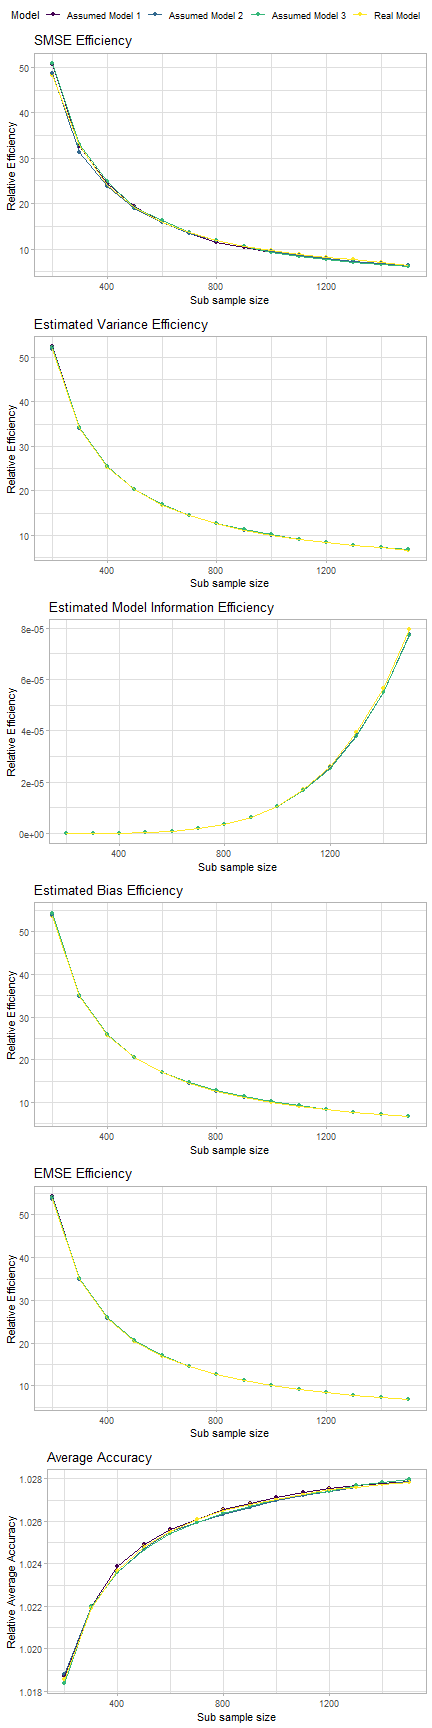 Model Assumed Model 1 Assumed Model 2 Assumed Model 3 Real Model
SMSE Efficiency
Relative Efficiency
50
40
30
20
10
400 800 1200
Sub sample size
Estimated Variance Efficiency
Relative Efficiency
50
40
30
20
10
400 800 1200
Sub sample size
Estimated Model Information Efficiency
Relative Efficiency
8e-05
6e-05
4e-05
2e-05
0e+00
400 800 1200
Sub sample size
Estimated Bias Efficiency
Relative Efficiency
50
40
30
20
10
400 800 1200
Sub sample size
EMSE Efficiency
Relative Efficiency
50
40
30
20
10
400 800 1200
Sub sample size
Average Accuracy
Relative Average Accuracy
1.028
1.026
1.024
1.022
1.020
1.018
400 800 1200
Sub sample size